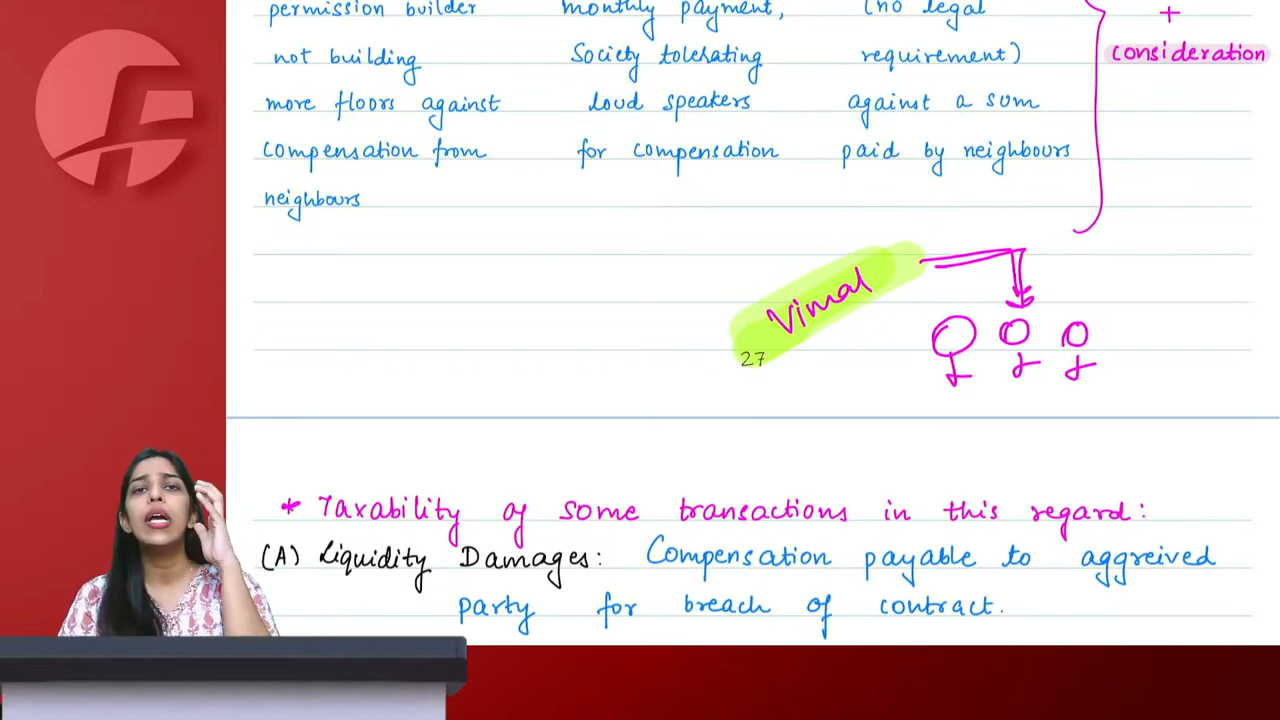 permission builder monthly payment, (no legal +
not building Society tolerating requirement) consideration
more floors against loud speakers against a sum
compensation from for compensation paid by neighbours
neighbours
Vimal
27
* Taxability of some transactions in this regard:
(A) Liquidity Damages: Compensation payable to aggreived
party for breach of contract.